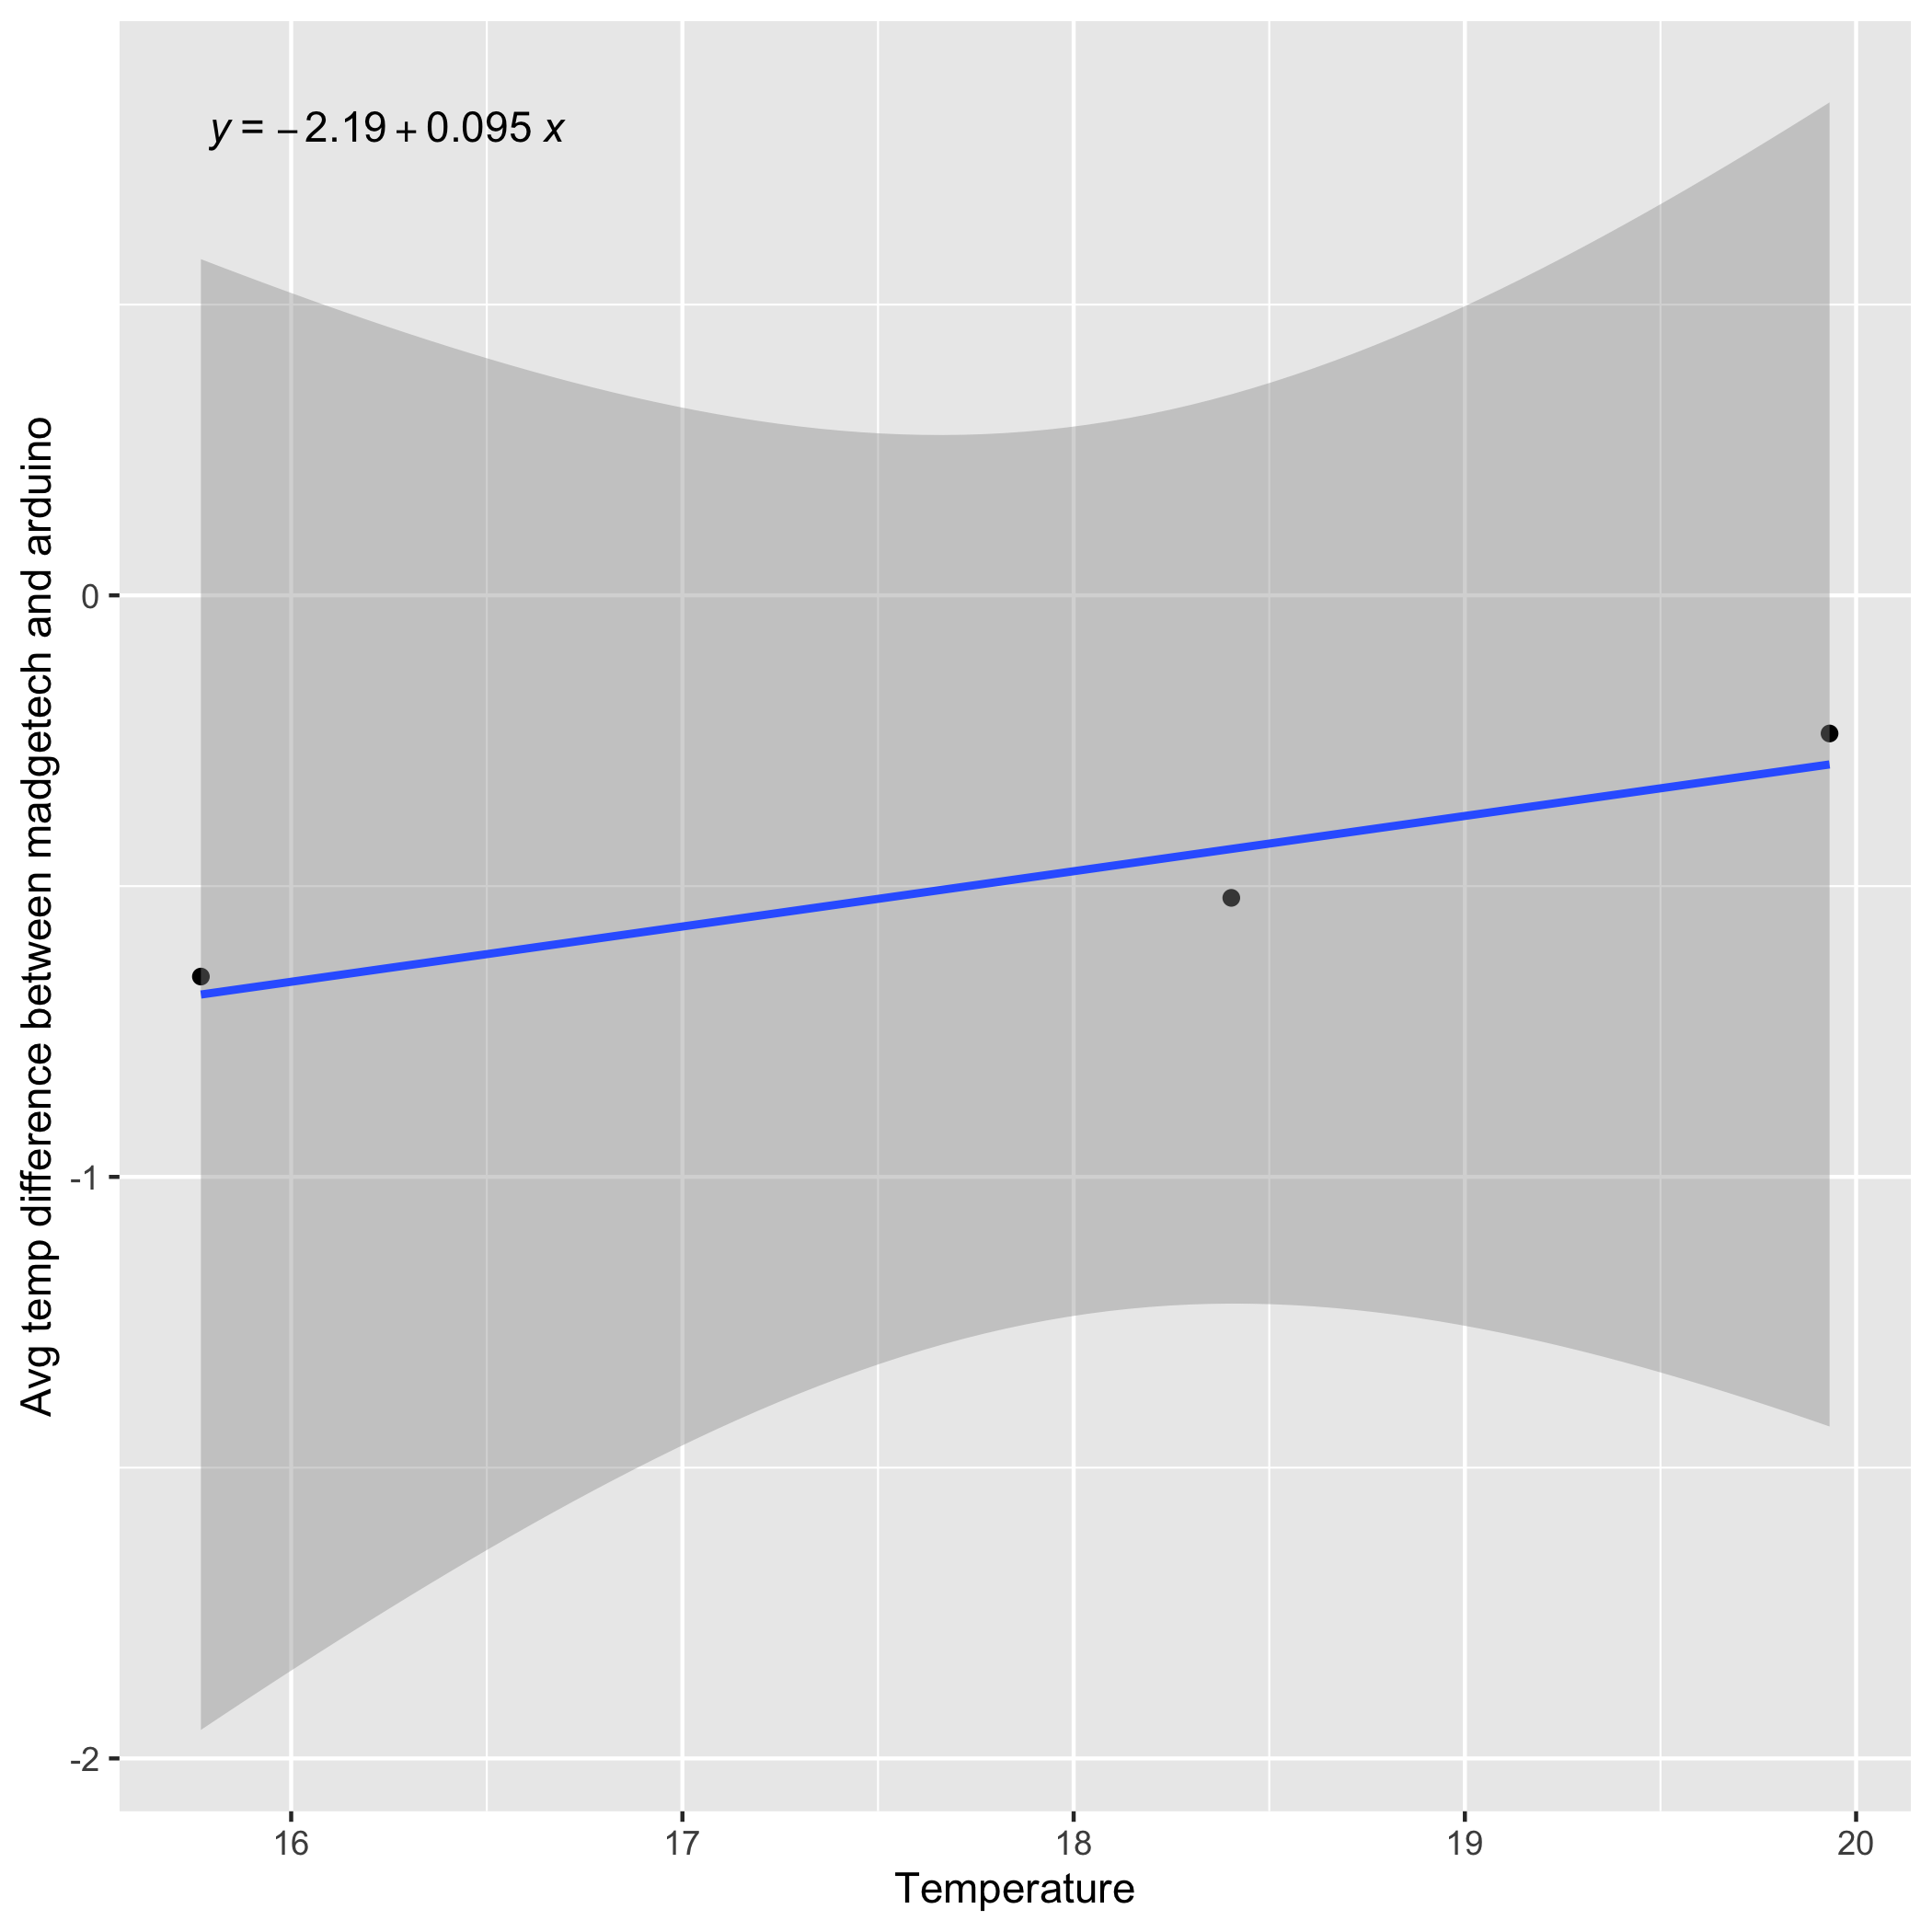 y = −2.19 + 0.095 x
Avg temp difference between madgetech and arduino
0
-1
-2
16 17 18 19 20
Temperature